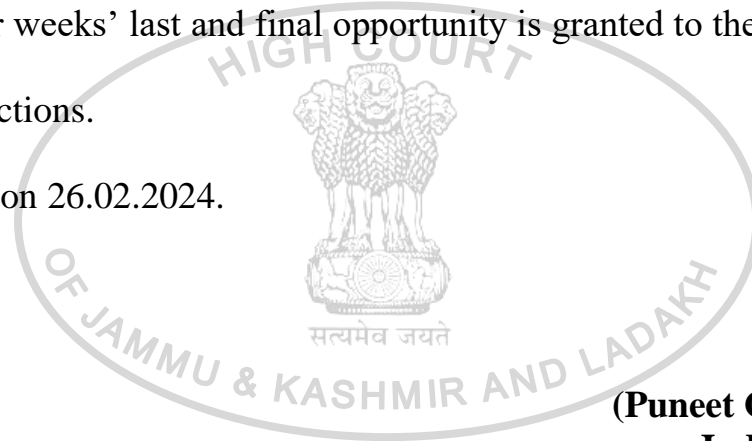 r weeks’ last and final opportunity is granted to the
HIGH COURT
ctions.
on 26.02.2024.
सत्यमेव जयते
OF JAMMU & KASHMIR AND LADAKH
(Puneet